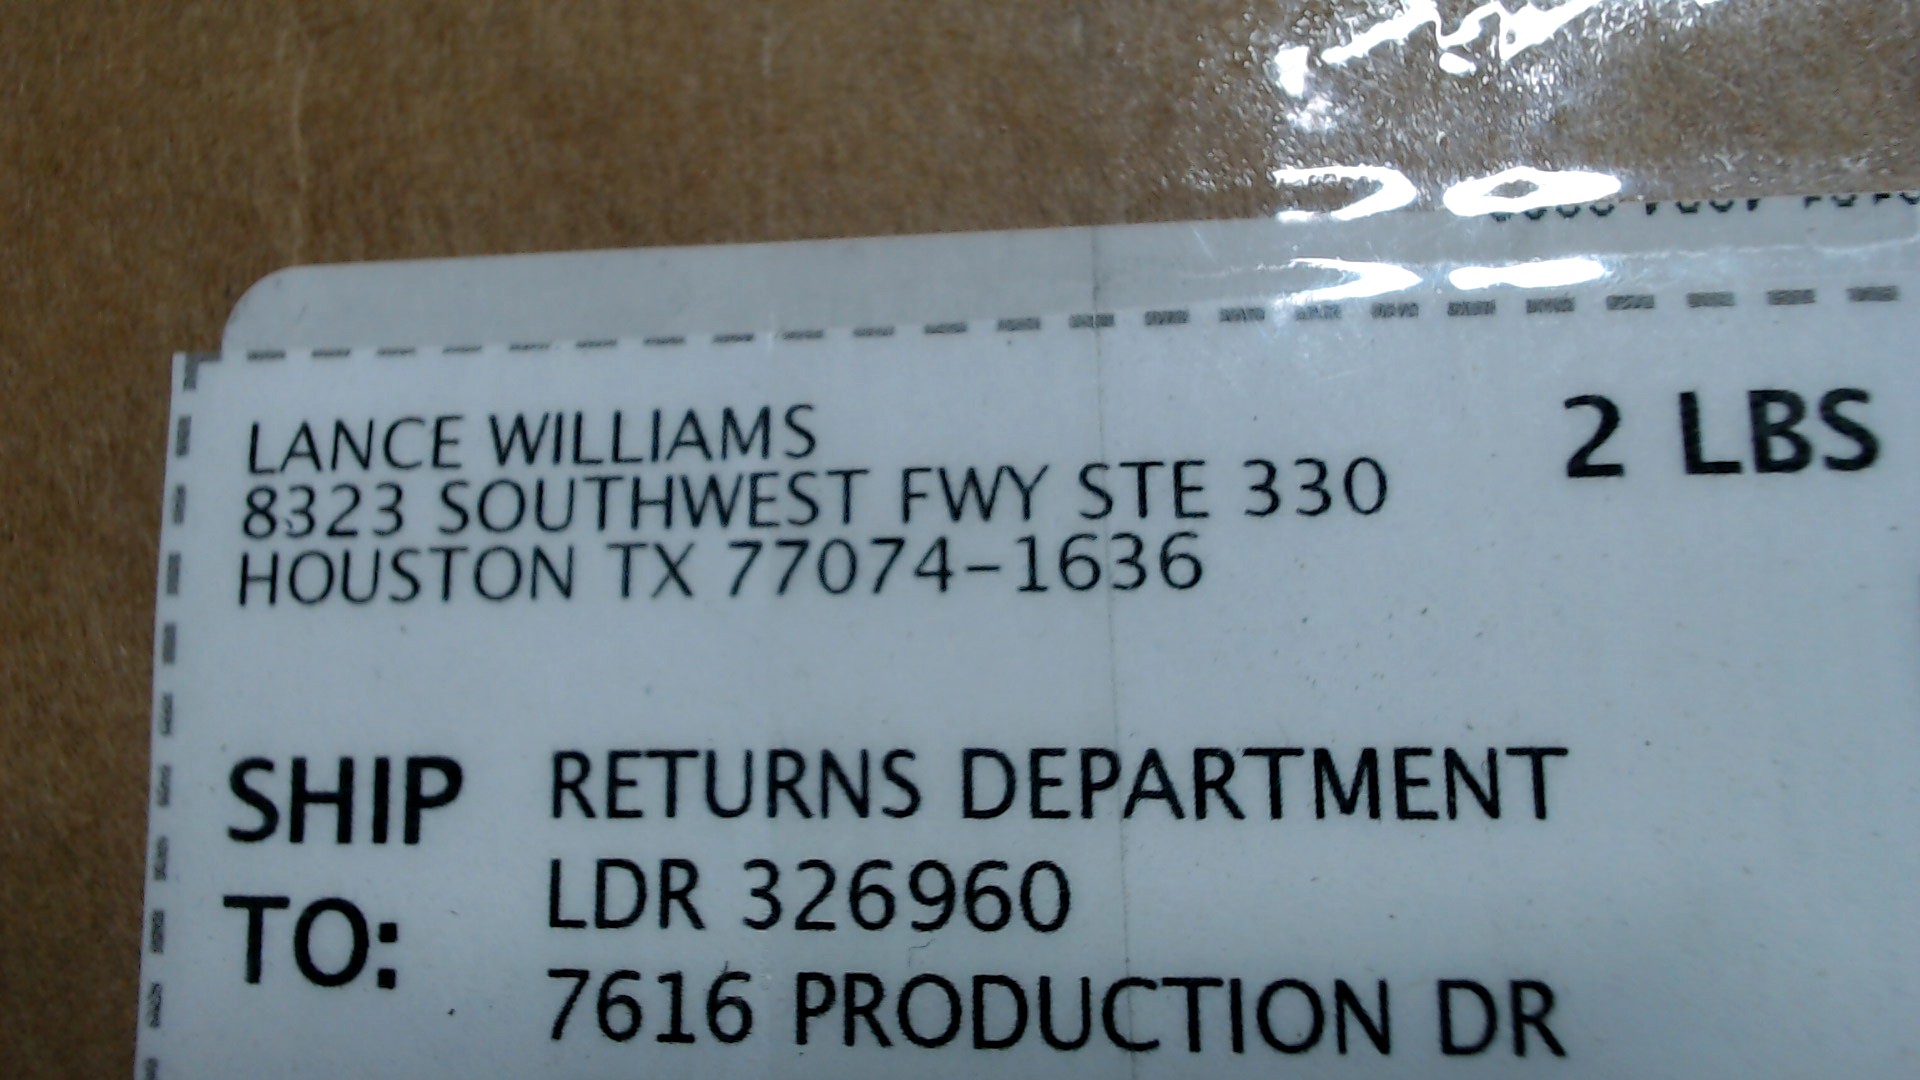 LANCE WILLIAMS
8323 SOUTHWEST FWY STE 330
HOUSTON TX 77074-1636
2 LBS
SHIP TO:
RETURNS DEPARTMENT
LDR 326960
7616 PRODUCTION DR